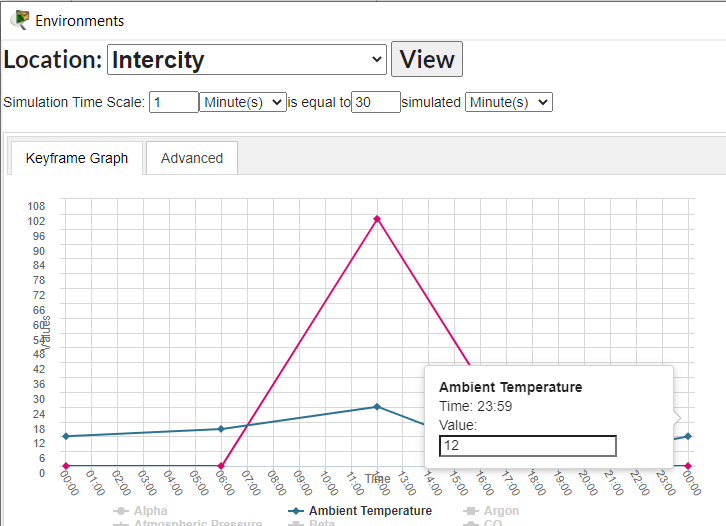 Environments
Location: Intercity View
Simulation Time Scale: 1 Minute(s) is equal to 30 simulated Minute(s)
Keyframe Graph Advanced
108
102
96
90
84
78
72
66
60
54
48
42
36
30
24
18
12
6
0
Values
Ambient Temperature
Time: 23:59
Value:
12
00:00 01:00 02:00 03:00 04:00 05:00 06:00 07:00 08:00 09:00 10:00 11:00 12:00 13:00 14:00 15:00 16:00 17:00 18:00 19:00 20:00 21:00 22:00 23:00 00:00
Time
Alpha Ambient Temperature Argon
Atmospheric Pressure Beta CO